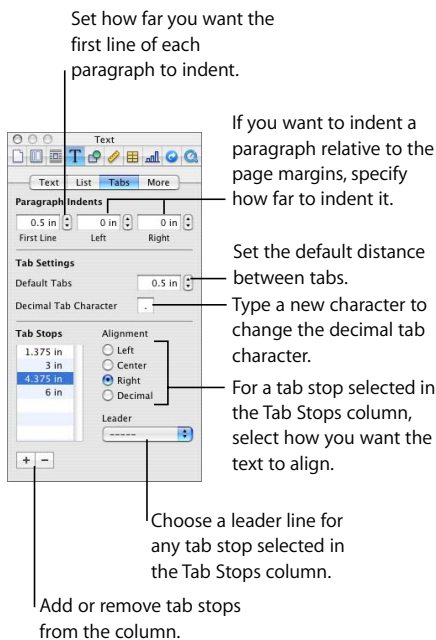 Set how far you want the
first line of each
paragraph to indent.
Text
T
Text List Tabs More
Paragraph Indents
0.5 in 0 in 0 in
First Line Left Right
If you want to indent a
paragraph relative to the
page margins, specify
how far to indent it.
Tab Settings
Default Tabs 0.5 in
Decimal Tab Character .
Set the default distance
between tabs.
Type a new character to
change the decimal tab
character.
Tab Stops Alignment
1.375 in Left
3 in Center
4.375 in Right
6 in Decimal
Leader
-----
+ −
For a tab stop selected in
the Tab Stops column,
select how you want the
text to align.
Choose a leader line for
any tab stop selected in
the Tab Stops column.
Add or remove tab stops
from the column.